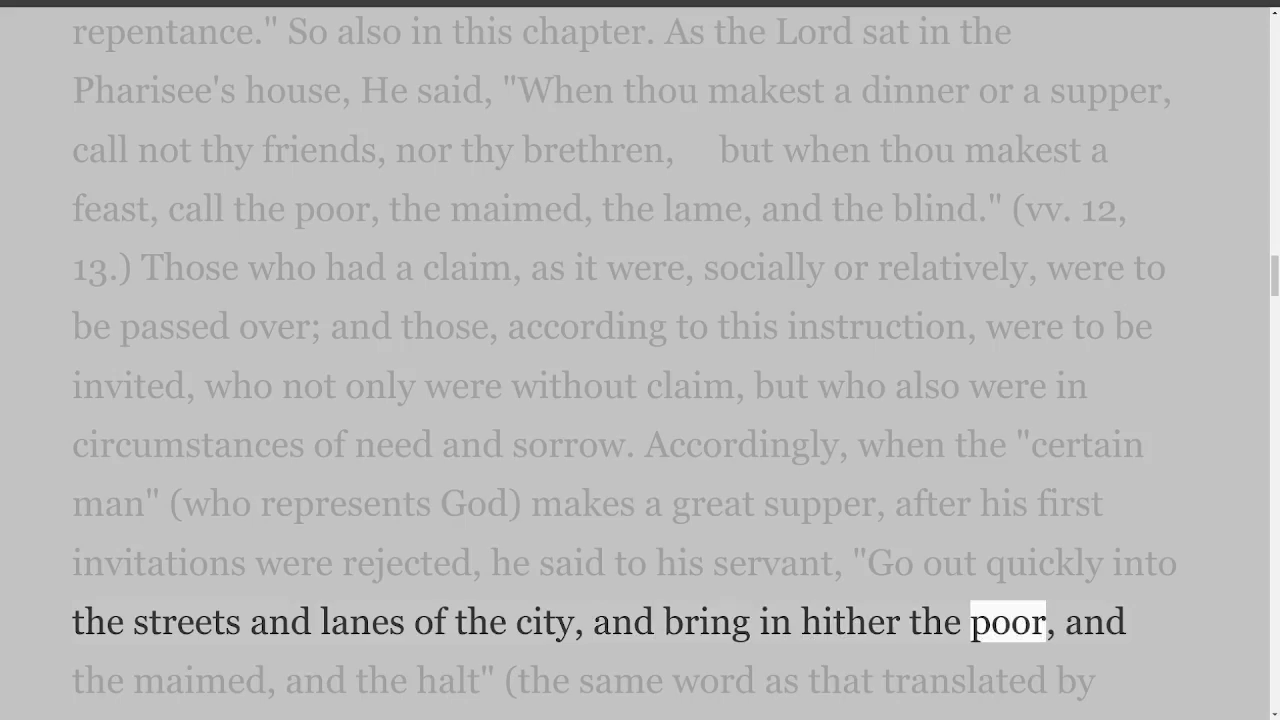 repentance." So also in this chapter. As the Lord sat in the
Pharisee's house, He said, "When thou makest a dinner or a supper,
call not thy friends, nor thy brethren, but when thou makest a
feast, call the poor, the maimed, the lame, and the blind." (vv. 12,
13.) Those who had a claim, as it were, socially or relatively, were to
be passed over; and those, according to this instruction, were to be
invited, who not only were without claim, but who also were in
circumstances of need and sorrow. Accordingly, when the "certain
man" (who represents God) makes a great supper, after his first
invitations were rejected, he said to his servant, "Go out quickly into
the streets and lanes of the city, and bring in hither the poor, and
the maimed, and the halt" (the same word as that translated by